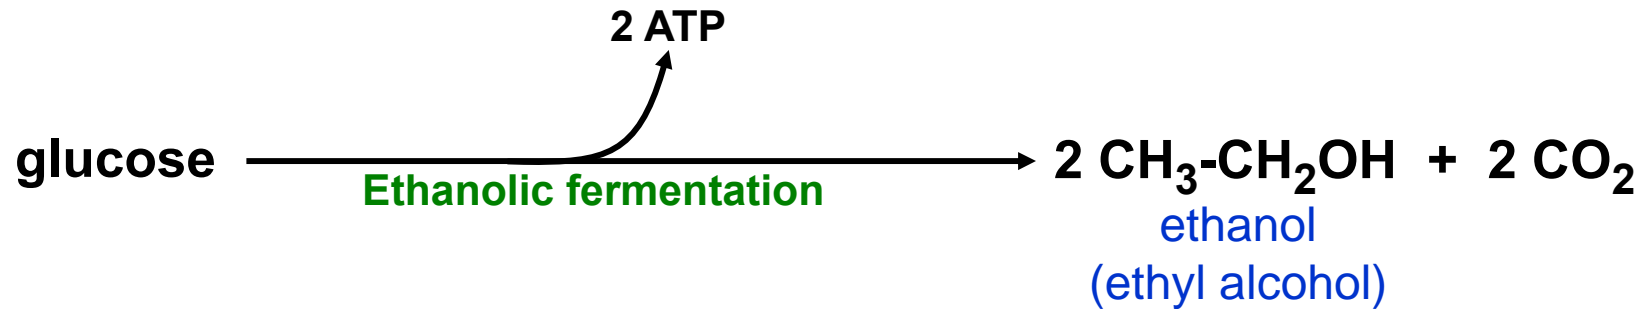 2 ATP
glucose 2 CH₃-CH₂OH + 2 CO₂
Ethanolic fermentation
ethanol
(ethyl alcohol)